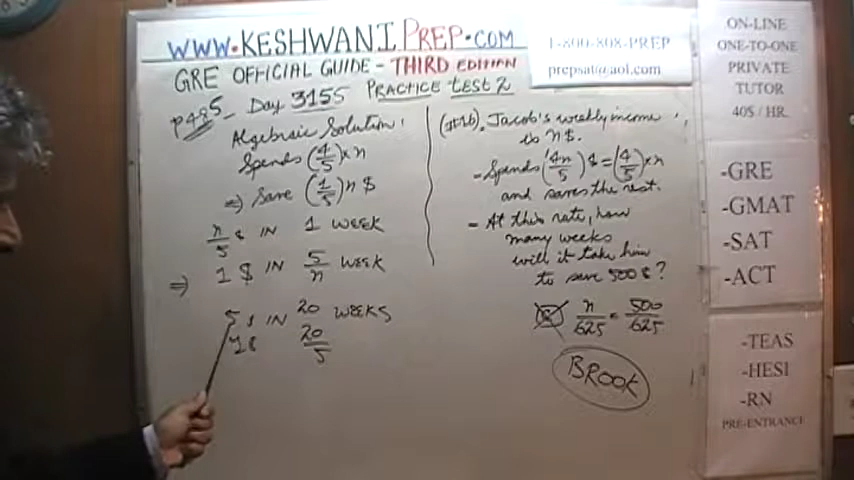 WWW.KESHWANIPREP.COM
1-800-808-PREP
prepsat@aol.com
GRE OFFICIAL GUIDE - THIRD EDITION
P485 - Day 3155 PRACTICE TEST 2
Algebraic Solution:
Spends (4/5) × n
⇒ Save (1/5) n $
n/5 $ IN 1 WEEK
⇒ 1 $ IN 5/n WEEK
5 $ IN 20 WEEKS
1 $ 20/5
(#16). Jacob's weekly income
is n $.
- Spends (4n/5) $ = (4/5) × n
and saves the rest.
- At this rate, how
many weeks
will it take him
to save 500 $?
n/625 = 500/625
BROOK
ON-LINE
ONE-TO-ONE
PRIVATE
TUTOR
40$ / HR.
-GRE
-GMAT
-SAT
-ACT
-TEAS
-HESI
-RN
PRE-ENTRANCE